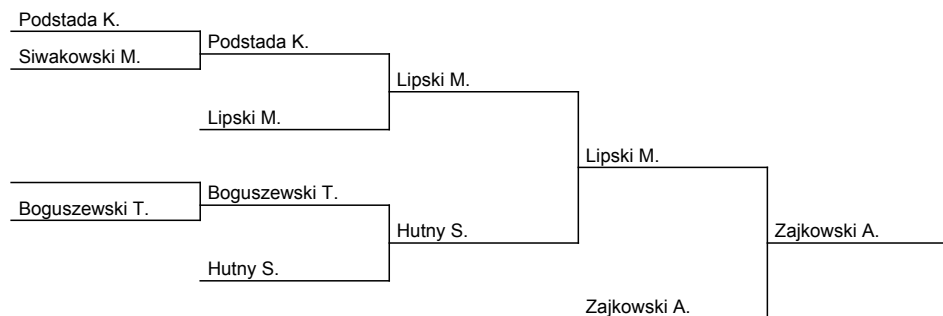 Podstada K.
Siwakowski M.
Podstada K.
Lipski M.
Lipski M.
Boguszewski T.
Boguszewski T.
Hutny S.
Hutny S.
Lipski M.
Zajkowski A.
Zajkowski A.